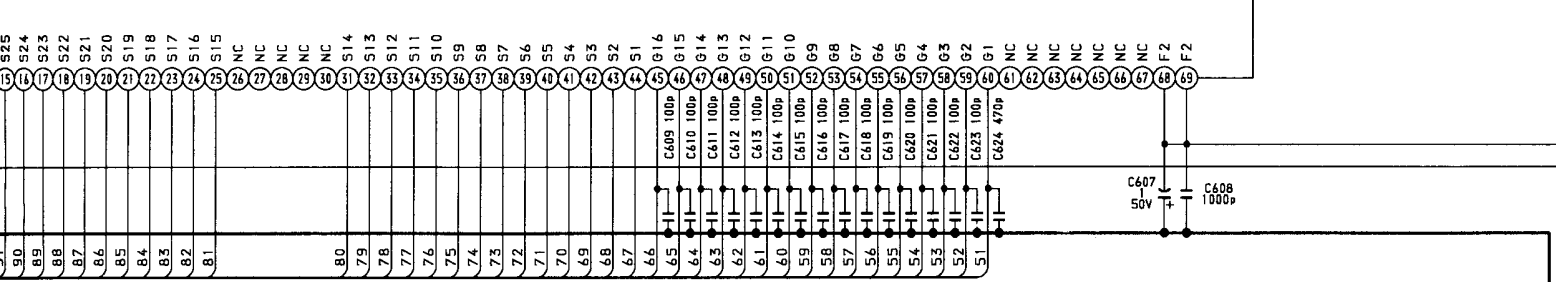 S25 S24 S23 S22 S21 S20 S19 S18 S17 S16 S15 NC NC NC NC NC S14 S13 S12 S11 S10 S9 S8 S7 S6 S5 S4 S3 S2 S1 G16 G15 G14 G13 G12 G11 G10 G9 G8 G7 G6 G5 G4 G3 G2 G1 NC NC NC NC NC NC NC F2 F2
15 16 17 18 19 20 21 22 23 24 25 26 27 28 29 30 31 32 33 34 35 36 37 38 39 40 41 42 43 44 45 46 47 48 49 50 51 52 53 54 55 56 57 58 59 60 61 62 63 64 65 66 67 68 69
C609 100p
C610 100p
C611 100p
C612 100p
C613 100p
C614 100p
C615 100p
C616 100p
C617 100p
C618 100p
C619 100p
C620 100p
C621 100p
C622 100p
C623 100p
C624 470p
C607
1
50V
+
C608
1000p
91 90 89 88 87 86 85 84 83 82 81 80 79 78 77 76 75 74 73 72 71 70 69 68 67 66 65 64 63 62 61 60 59 58 57 56 55 54 53 52 51